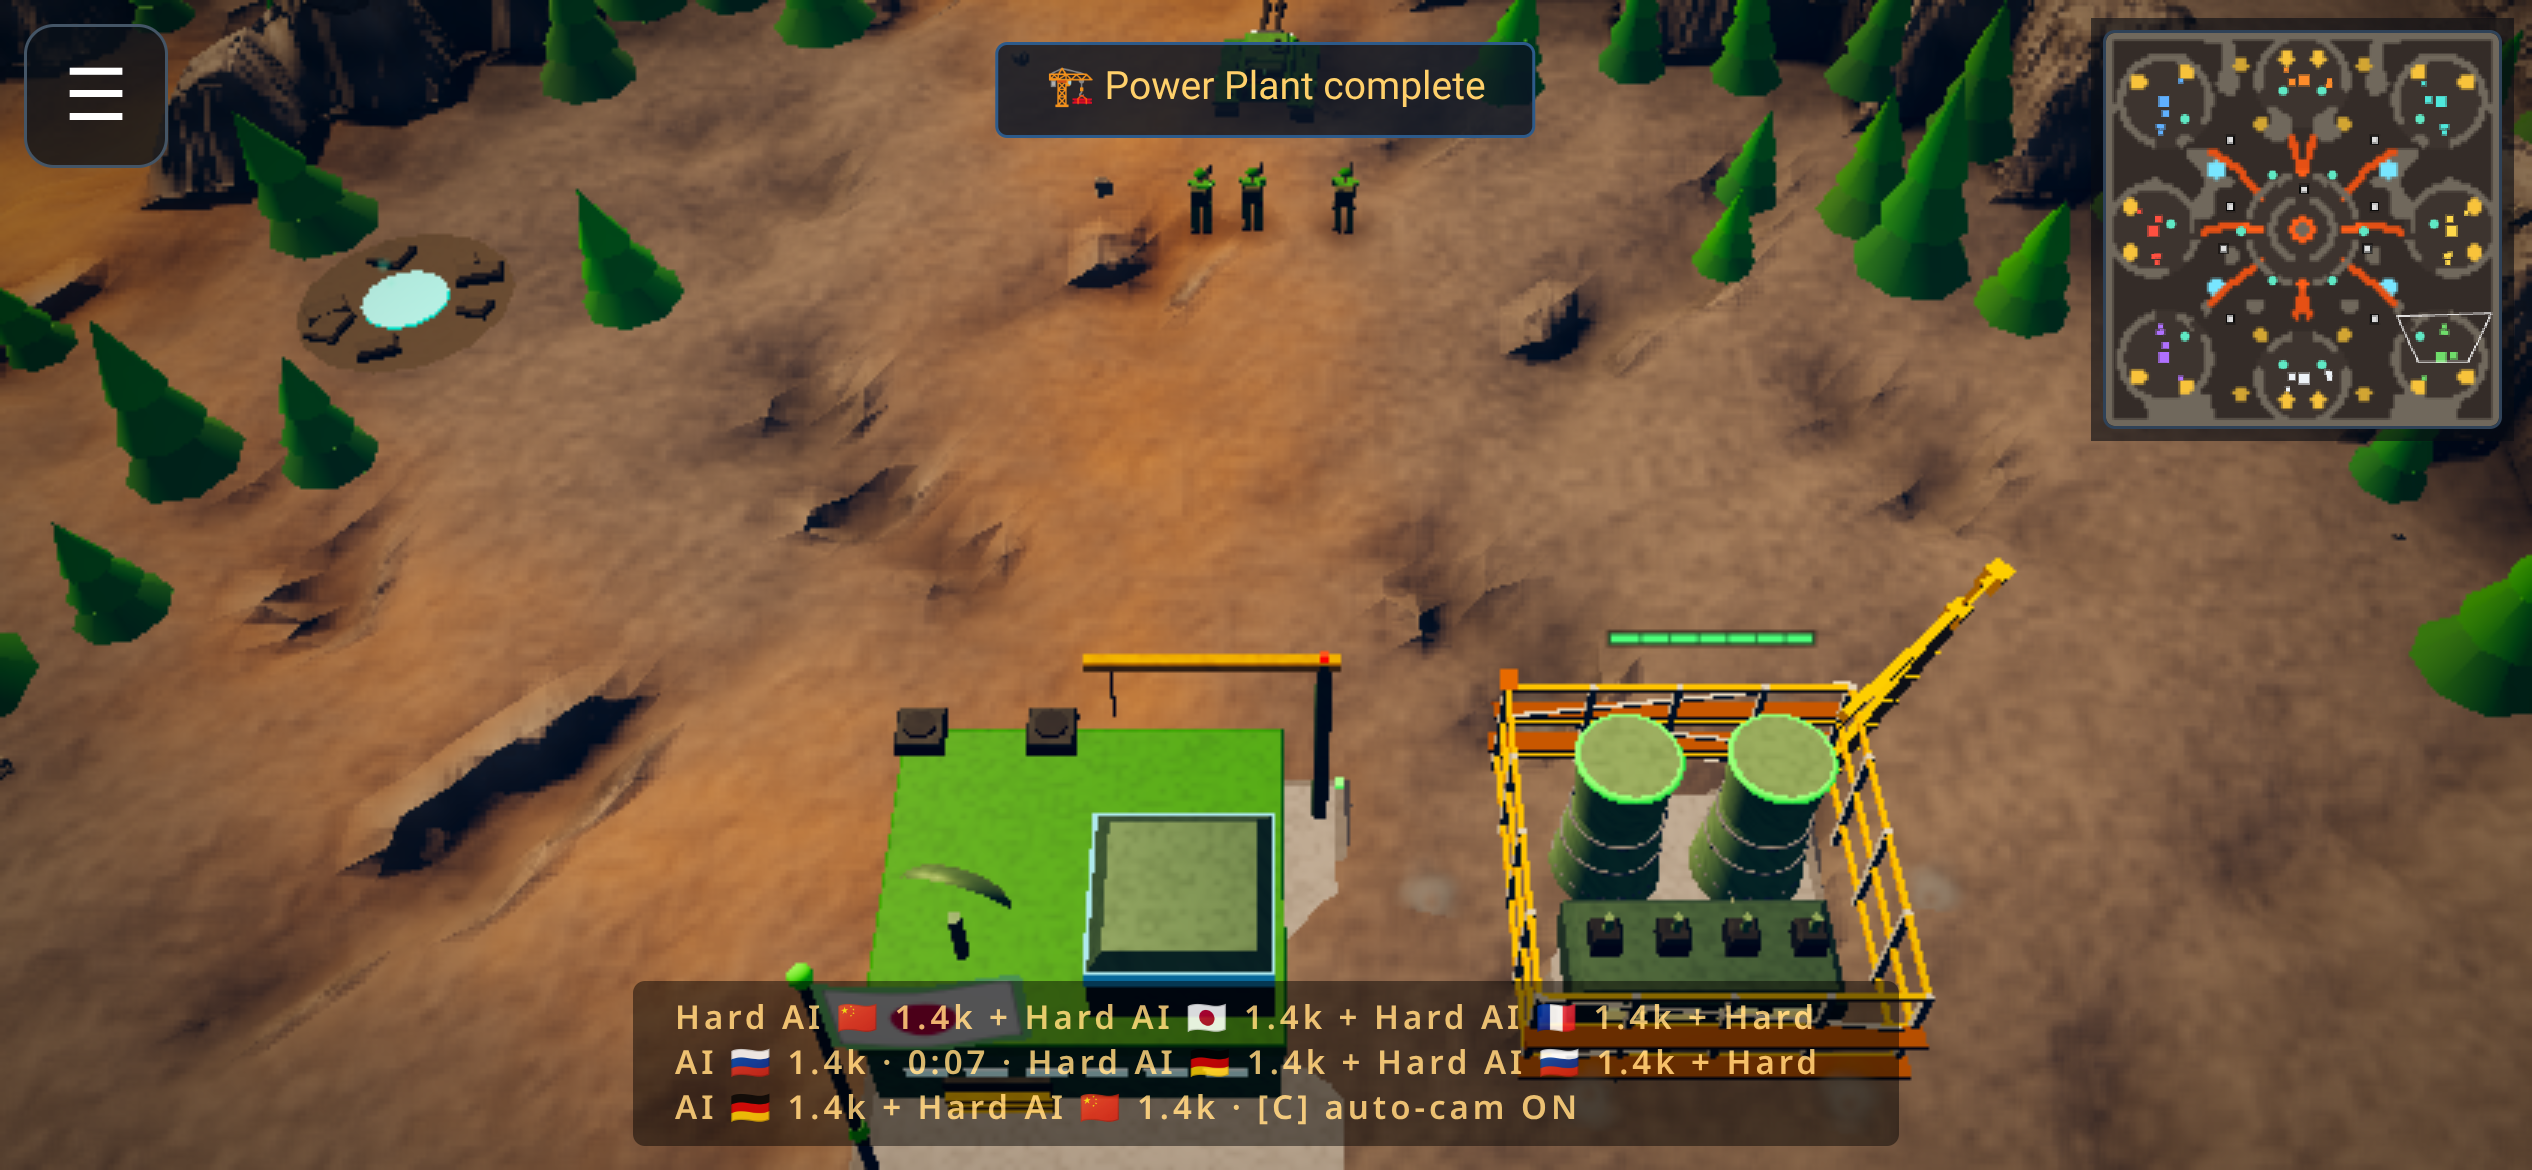 ☰
🏗️ Power Plant complete
Hard AI 🇨🇳 1.4k + Hard AI 🇯🇵 1.4k + Hard AI 🇫🇷 1.4k + Hard
AI 🇷🇺 1.4k · 0:07 · Hard AI 🇩🇪 1.4k + Hard AI 🇷🇺 1.4k + Hard
AI 🇩🇪 1.4k + Hard AI 🇨🇳 1.4k · [C] auto-cam ON